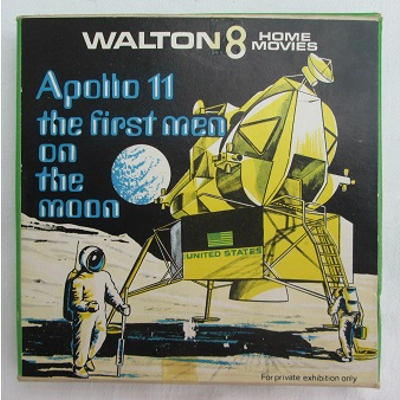 WALTON 8 HOME MOVIES
Apollo 11
the first men
on
the
moon
UNITED STATES
For private exhibition only